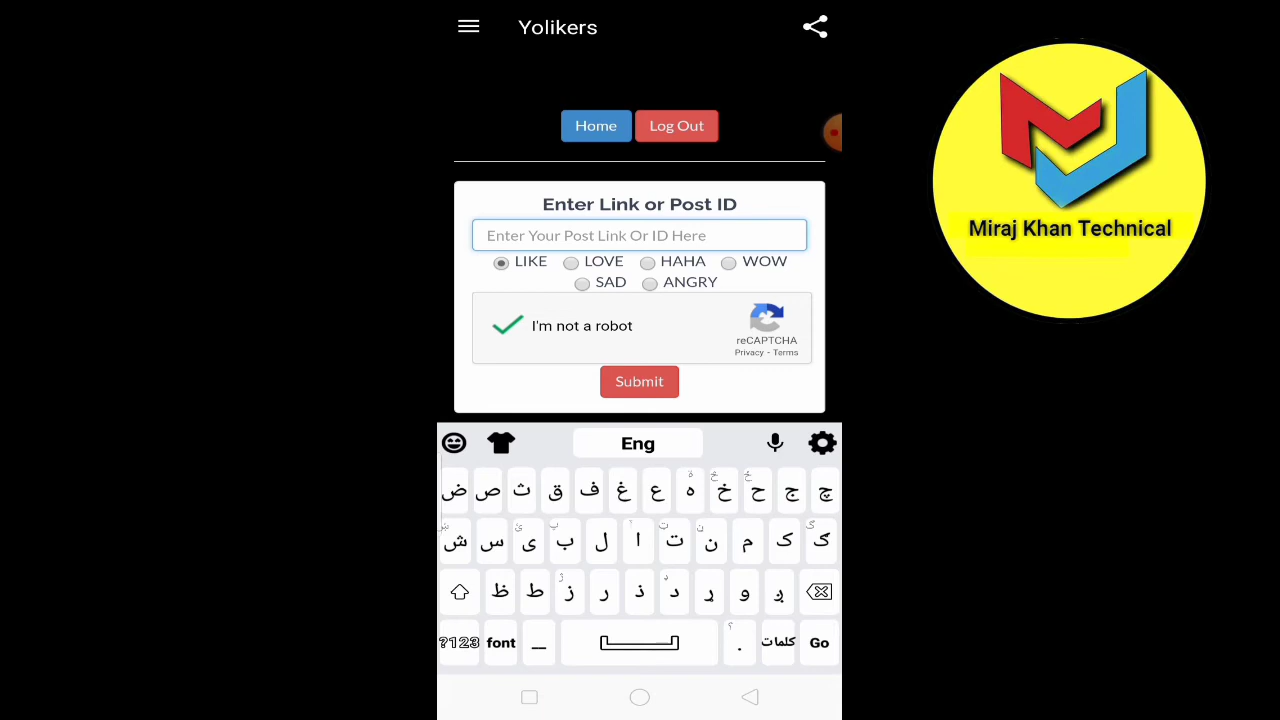 Yolikers
Home Log Out
Enter Link or Post ID
Enter Your Post Link Or ID Here
LIKE LOVE HAHA WOW
SAD ANGRY
I'm not a robot
reCAPTCHA
Privacy - Terms
Submit
Miraj Khan Technical
Eng
ض ص ث ق ف غ ع ه خ ح ج چ
ش س ی ب ل ا ت ن م ک ګ
ظ ط ز ر ذ د ړ و ږ
?123 font . کلمات Go